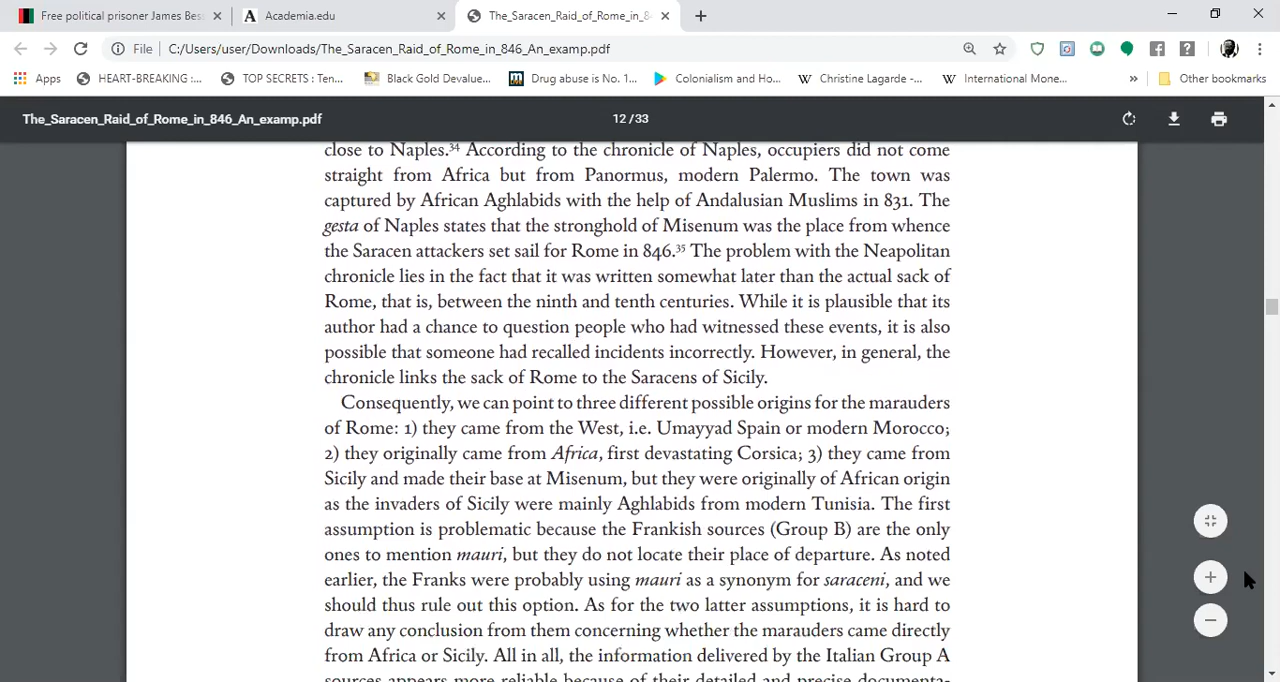 Free political prisoner James Bess
Academia.edu
The_Saracen_Raid_of_Rome_in_8
File
C:/Users/user/Downloads/The_Saracen_Raid_of_Rome_in_846_An_examp.pdf
Apps
HEART-BREAKING :...
TOP SECRETS : Ten...
Black Gold Devalue...
Drug abuse is No. 1...
Colonialism and Ho...
Christine Lagarde -...
International Mone...
»
Other bookmarks
The_Saracen_Raid_of_Rome_in_846_An_examp.pdf
12 / 33
close to Naples.³⁴ According to the chronicle of Naples, occupiers did not come
straight from Africa but from Panormus, modern Palermo. The town was
captured by African Aghlabids with the help of Andalusian Muslims in 831. The
gesta of Naples states that the stronghold of Misenum was the place from whence
the Saracen attackers set sail for Rome in 846.³⁵ The problem with the Neapolitan
chronicle lies in the fact that it was written somewhat later than the actual sack of
Rome, that is, between the ninth and tenth centuries. While it is plausible that its
author had a chance to question people who had witnessed these events, it is also
possible that someone had recalled incidents incorrectly. However, in general, the
chronicle links the sack of Rome to the Saracens of Sicily.
Consequently, we can point to three different possible origins for the marauders
of Rome: 1) they came from the West, i.e. Umayyad Spain or modern Morocco;
2) they originally came from Africa, first devastating Corsica; 3) they came from
Sicily and made their base at Misenum, but they were originally of African origin
as the invaders of Sicily were mainly Aghlabids from modern Tunisia. The first
assumption is problematic because the Frankish sources (Group B) are the only
ones to mention mauri, but they do not locate their place of departure. As noted
earlier, the Franks were probably using mauri as a synonym for saraceni, and we
should thus rule out this option. As for the two latter assumptions, it is hard to
draw any conclusion from them concerning whether the marauders came directly
from Africa or Sicily. All in all, the information delivered by the Italian Group A
sources appears more reliable because of their detailed and precise documenta-